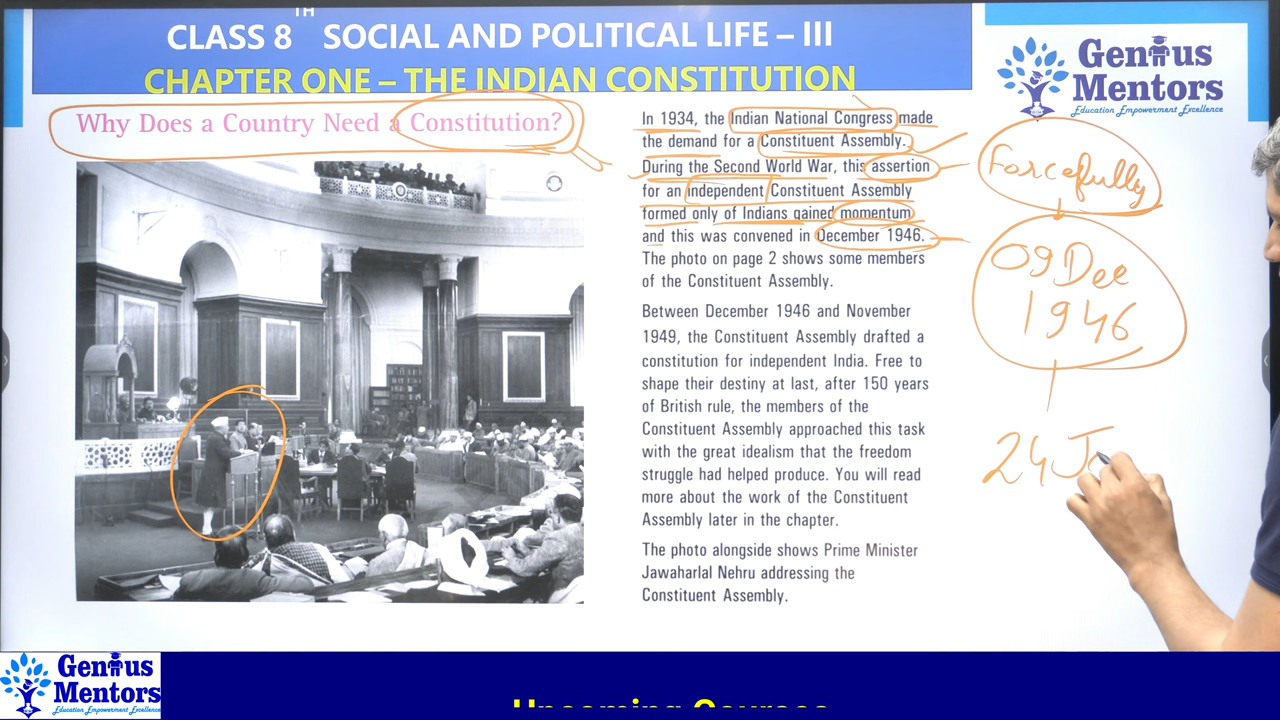 TH
CLASS 8 SOCIAL AND POLITICAL LIFE – III
CHAPTER ONE – THE INDIAN CONSTITUTION
Genius
Mentors
Education Empowerment Excellence
Why Does a Country Need a Constitution?
In 1934, the Indian National Congress made
the demand for a Constituent Assembly.
During the Second World War, this assertion
for an independent Constituent Assembly
formed only of Indians gained momentum
and this was convened in December 1946.
The photo on page 2 shows some members
of the Constituent Assembly.
Between December 1946 and November
1949, the Constituent Assembly drafted a
constitution for independent India. Free to
shape their destiny at last, after 150 years
of British rule, the members of the
Constituent Assembly approached this task
with the great idealism that the freedom
struggle had helped produce. You will read
more about the work of the Constituent
Assembly later in the chapter.
The photo alongside shows Prime Minister
Jawaharlal Nehru addressing the
Constituent Assembly.
Forcefully
09 Dec
1946
24 J
Genius
Mentors
Education Empowerment Excellence
Upcoming Courses